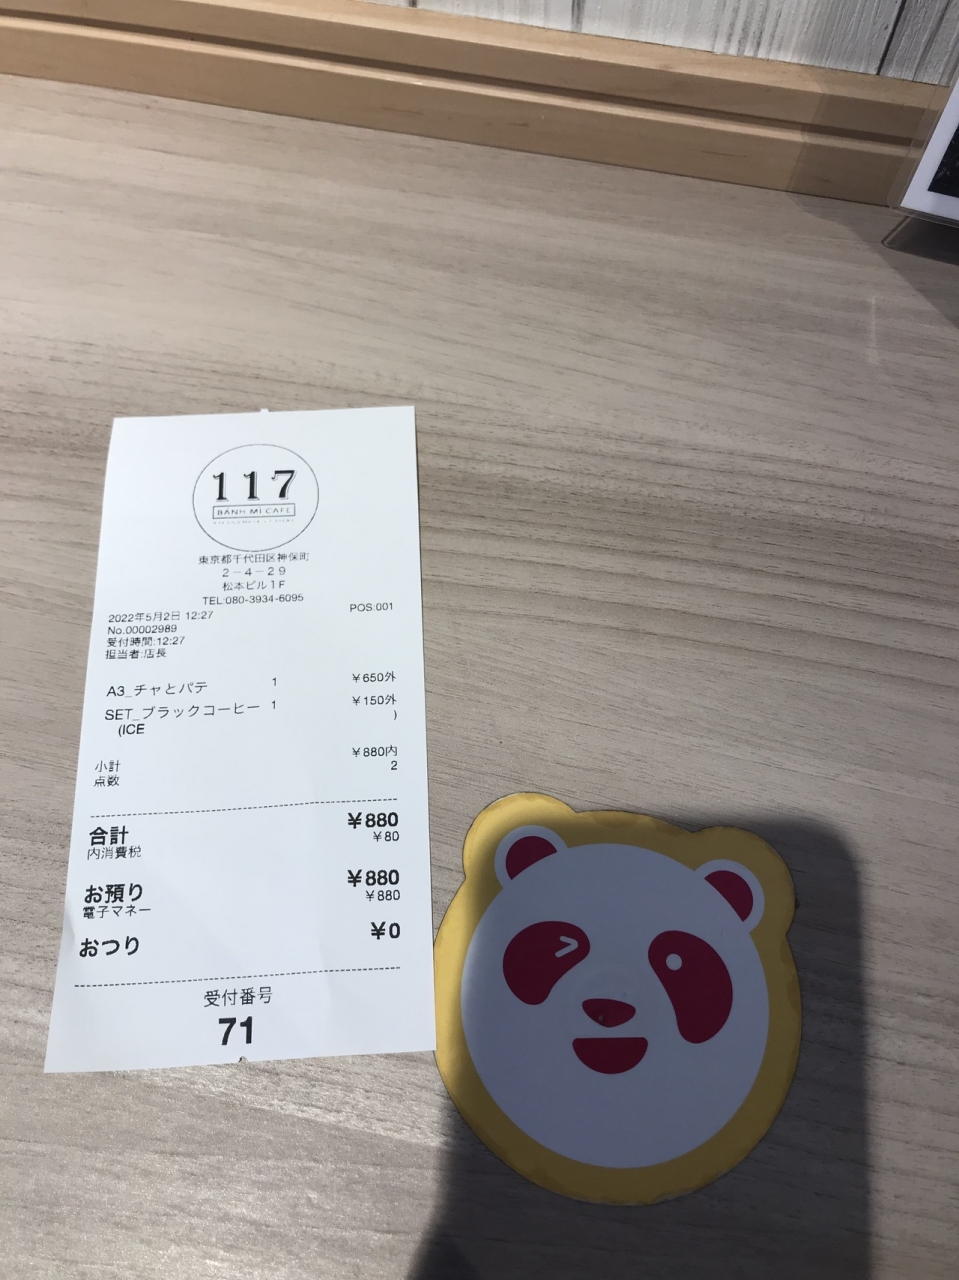 117
BÁNH MÌ CAFE
東京都千代田区神保町
2-4-29
松本ビル1F
TEL:080-3934-6095
2022年5月2日 12:27 POS:001
No.00002989
受付時間:12:27
担当者:店長
A3_チャとパテ 1 ¥650外
SET_ブラックコーヒー 1 ¥150外
(ICE )
小計 ¥880内
点数 2
合計 ¥880
内消費税 ¥80
お預り ¥880
電子マネー ¥880
おつり ¥0
受付番号
71